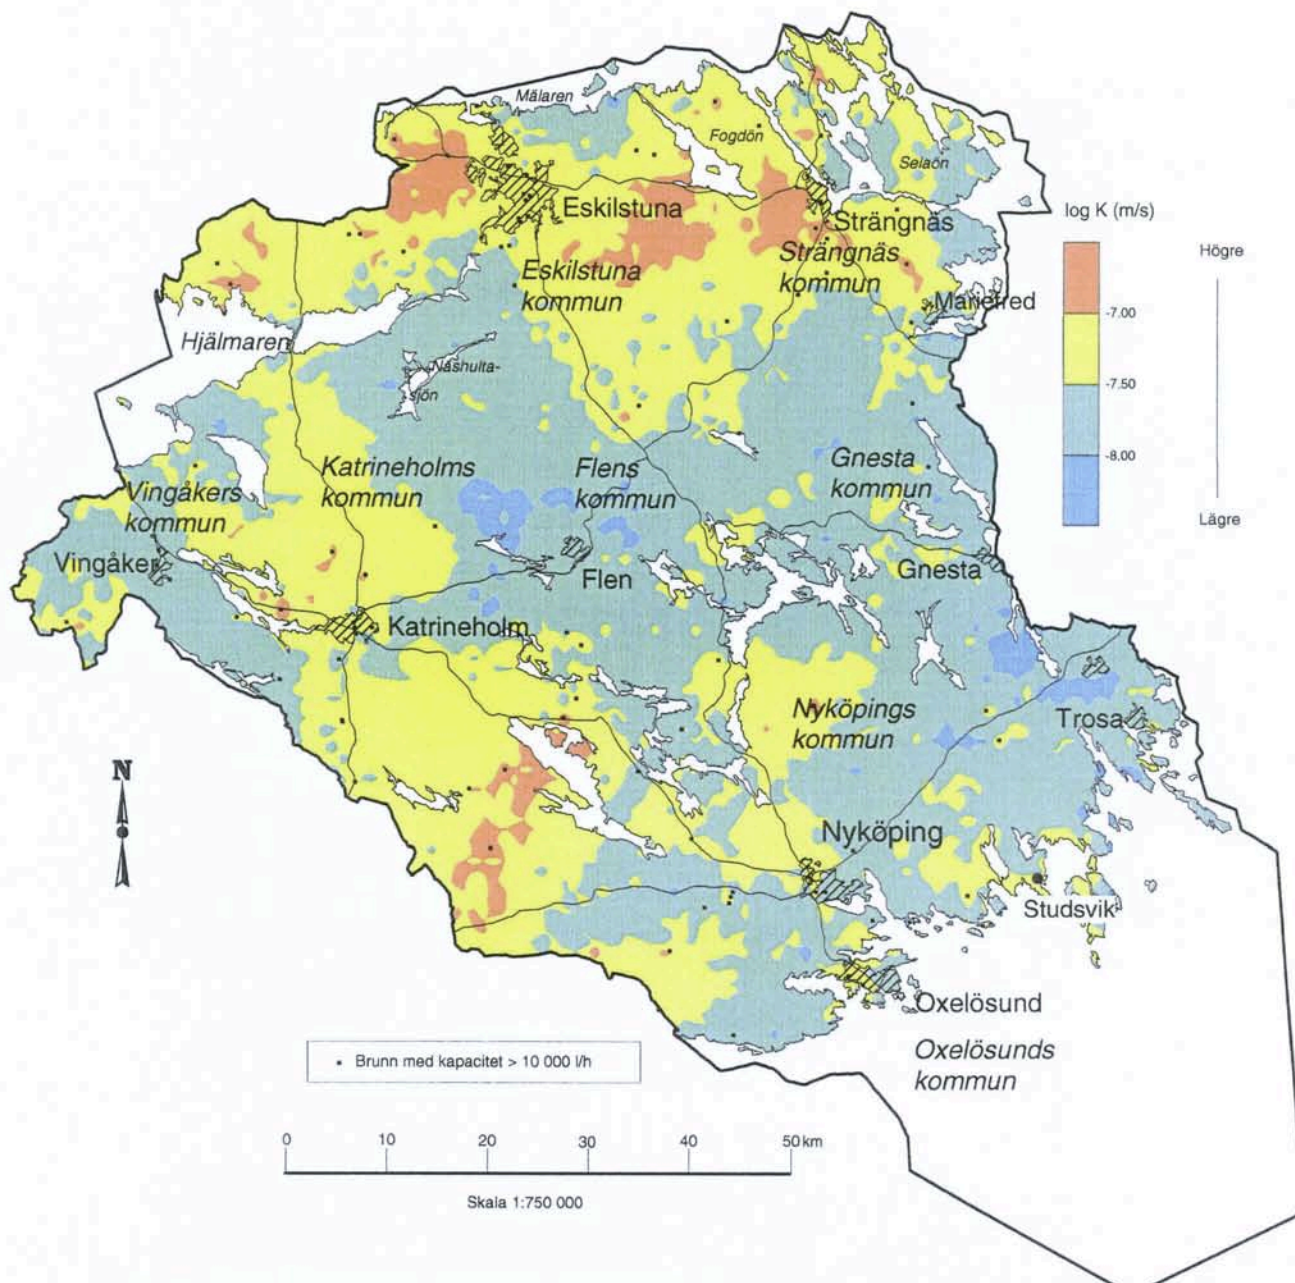 Mälaren
Fogdön
Selaön
Eskilstuna
Strängnäs
Eskilstuna
kommun
Strängnäs
kommun
Mariefred
log K (m/s)
Högre
-7.00
-7.50
-8.00
Lägre
Hjälmaren
Näshulta-
sjön
Katrineholms
kommun
Flens
kommun
Gnesta
kommun
Vingåkers
kommun
Vingåker
Flen
Gnesta
Katrineholm
Nyköpings
kommun
Trosa
N
Nyköping
Studsvik
Oxelösund
Oxelösunds
kommun
Brunn med kapacitet > 10 000 l/h
0 10 20 30 40 50 km
Skala 1:750 000